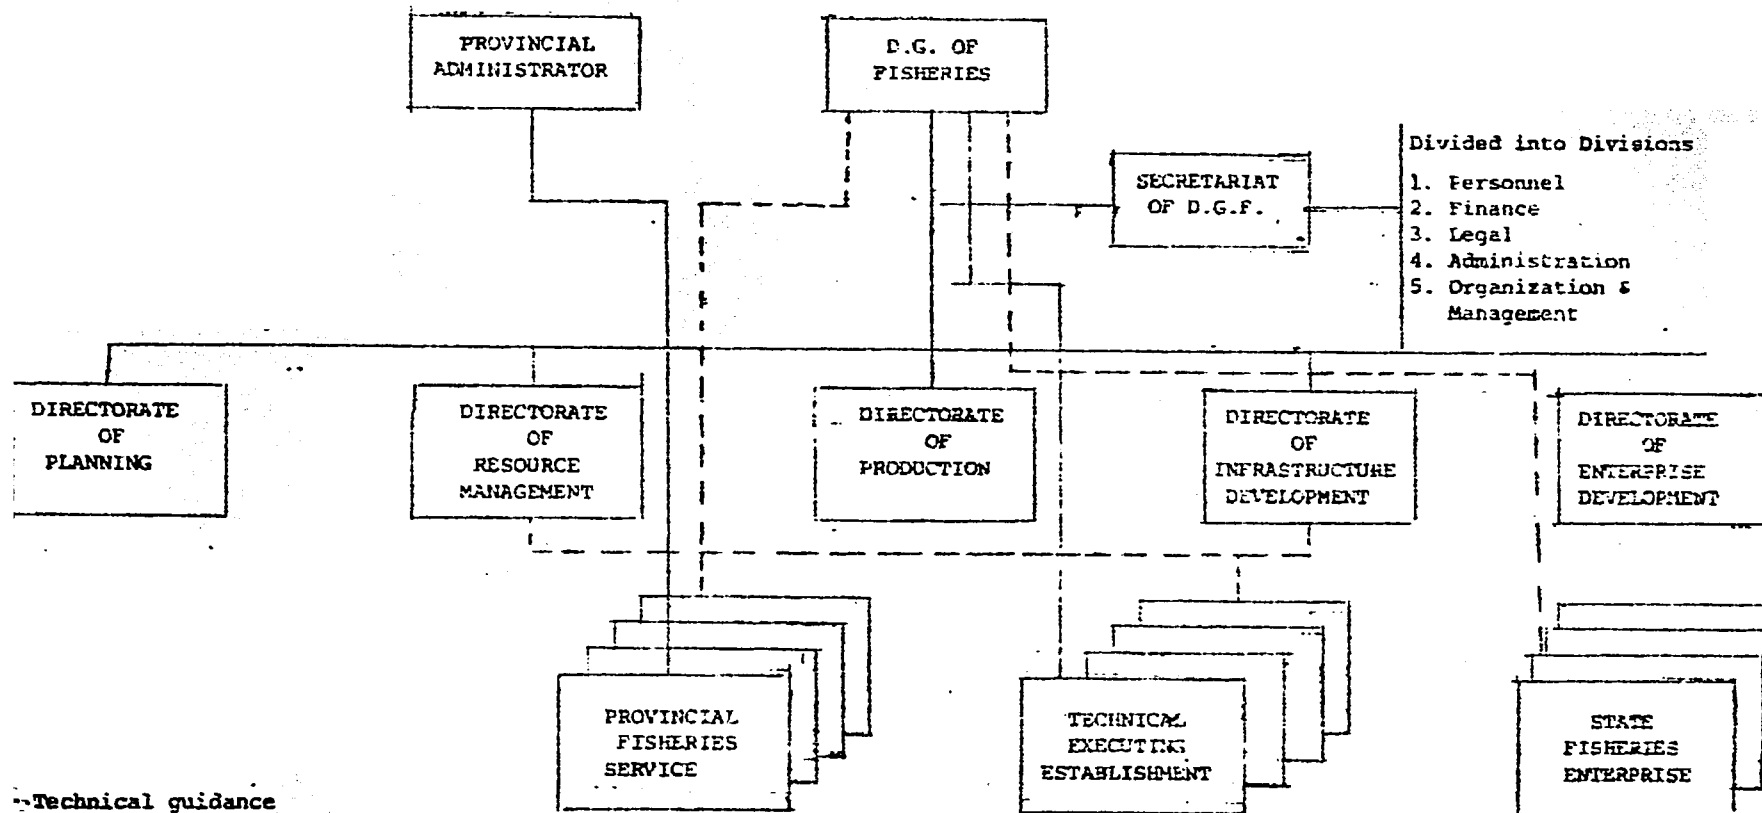 PROVINCIAL
ADMINISTRATOR
D.G. OF
FISHERIES
SECRETARIAT
OF D.G.F.
Divided into Divisions
1. Personnel
2. Finance
3. Legal
4. Administration
5. Organization &
Management
DIRECTORATE
OF
PLANNING
DIRECTORATE
OF
RESOURCE
MANAGEMENT
DIRECTORATE
OF
PRODUCTION
DIRECTORATE
OF
INFRASTRUCTURE
DEVELOPMENT
DIRECTORATE
OF
ENTERPRISE
DEVELOPMENT
PROVINCIAL
FISHERIES
SERVICE
TECHNICAL
EXECUTING
ESTABLISHMENT
STATE
FISHERIES
ENTERPRISE
Technical guidance